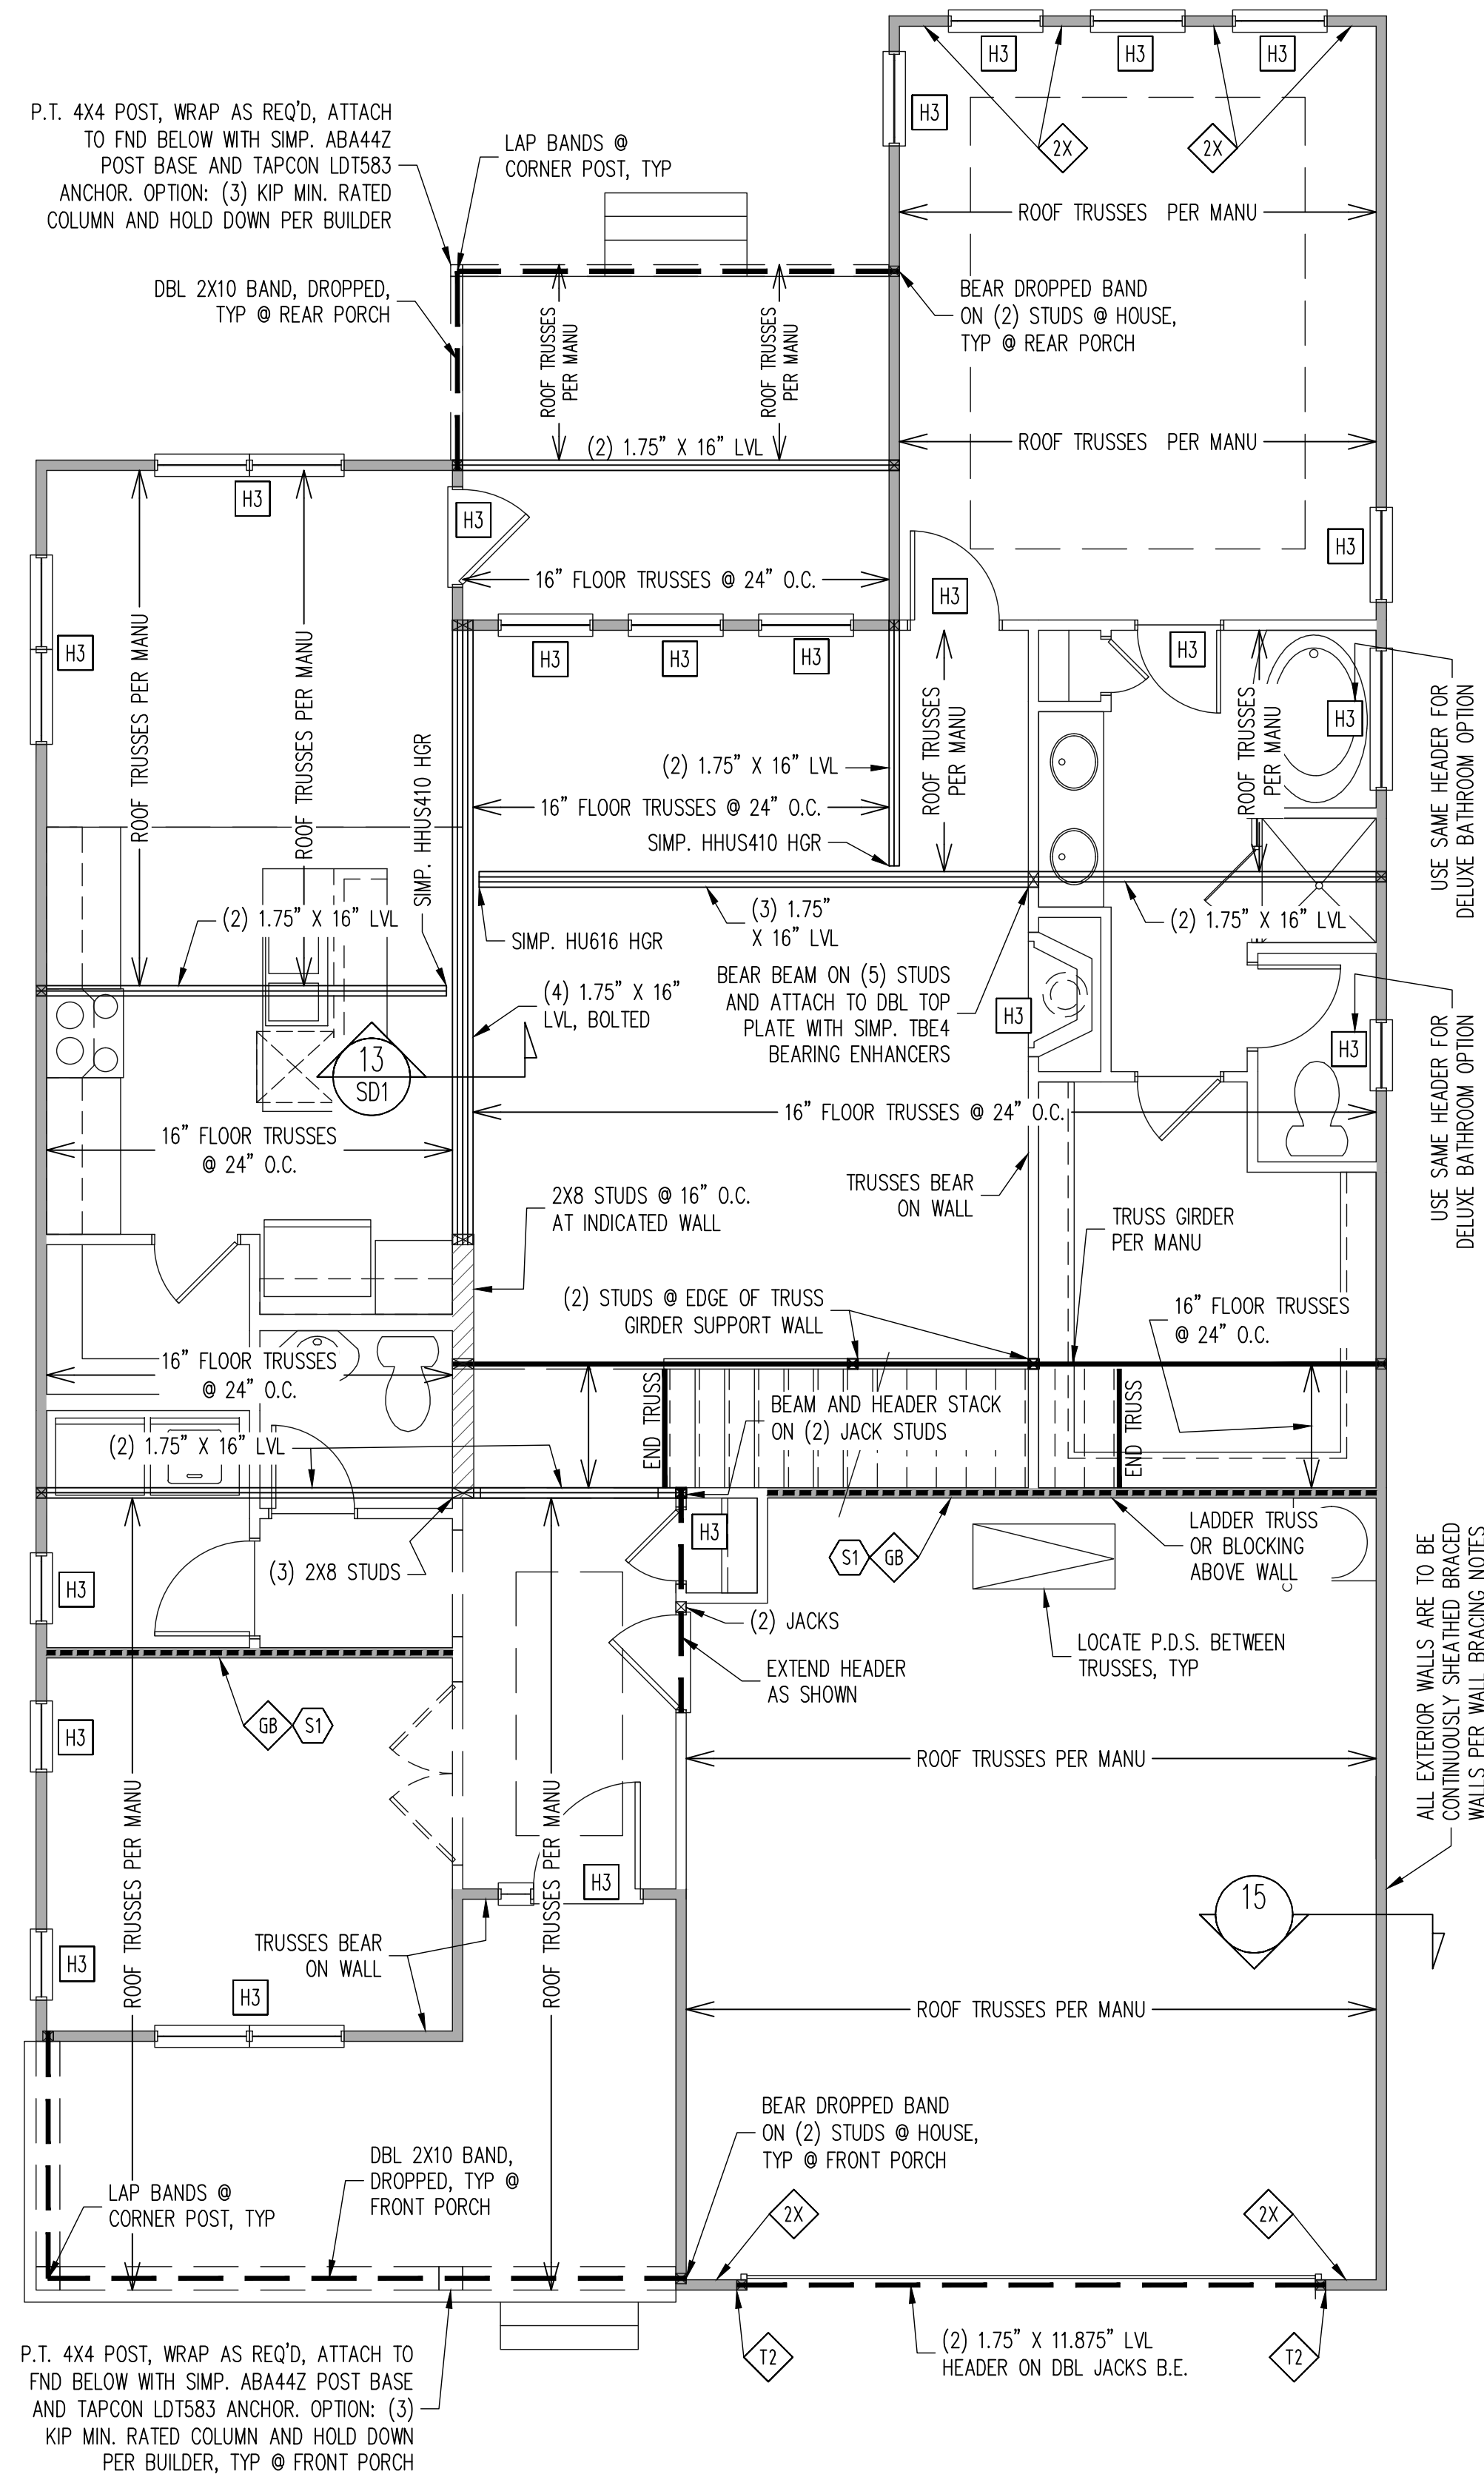 H3
H3
H3
H3
2X
2X
P.T. 4X4 POST, WRAP AS REQ'D, ATTACH
TO FND BELOW WITH SIMP. ABA44Z
POST BASE AND TAPCON LDT583
ANCHOR. OPTION: (3) KIP MIN. RATED
COLUMN AND HOLD DOWN PER BUILDER
LAP BANDS @
CORNER POST, TYP
ROOF TRUSSES PER MANU
DBL 2X10 BAND, DROPPED,
TYP @ REAR PORCH
BEAR DROPPED BAND
ON (2) STUDS @ HOUSE,
TYP @ REAR PORCH
ROOF TRUSSES
PER MANU
ROOF TRUSSES
PER MANU
ROOF TRUSSES PER MANU
(2) 1.75" X 16" LVL
H3
H3
H3
16" FLOOR TRUSSES @ 24" O.C.
H3
H3
H3
H3
H3
H3
H3
ROOF TRUSSES PER MANU
ROOF TRUSSES PER MANU
ROOF TRUSSES
PER MANU
ROOF TRUSSES
PER MANU
H3
USE SAME HEADER FOR
DELUXE BATHROOM OPTION
(2) 1.75" X 16" LVL
16" FLOOR TRUSSES @ 24" O.C.
SIMP. HHUS410 HGR
SIMP. HHUS410 HGR
(2) 1.75" X 16" LVL
SIMP. HU616 HGR
(3) 1.75"
X 16" LVL
(2) 1.75" X 16" LVL
(4) 1.75" X 16"
LVL, BOLTED
BEAR BEAM ON (5) STUDS
AND ATTACH TO DBL TOP
PLATE WITH SIMP. TBE4
BEARING ENHANCERS
H3
H3
USE SAME HEADER FOR
DELUXE BATHROOM OPTION
13
SD1
16" FLOOR TRUSSES @ 24" O.C.
16" FLOOR TRUSSES
@ 24" O.C.
2X8 STUDS @ 16" O.C.
AT INDICATED WALL
TRUSSES BEAR
ON WALL
TRUSS GIRDER
PER MANU
(2) STUDS @ EDGE OF TRUSS
GIRDER SUPPORT WALL
16" FLOOR TRUSSES
@ 24" O.C.
16" FLOOR TRUSSES
@ 24" O.C.
END TRUSS
BEAM AND HEADER STACK
ON (2) JACK STUDS
END TRUSS
(2) 1.75" X 16" LVL
H3
S1
GB
LADDER TRUSS
OR BLOCKING
ABOVE WALL
(3) 2X8 STUDS
H3
(2) JACKS
LOCATE P.D.S. BETWEEN
TRUSSES, TYP
EXTEND HEADER
AS SHOWN
ALL EXTERIOR WALLS ARE TO BE
CONTINUOUSLY SHEATHED BRACED
WALLS PER WALL BRACING NOTES
GB
S1
H3
ROOF TRUSSES PER MANU
ROOF TRUSSES PER MANU
ROOF TRUSSES PER MANU
H3
15
TRUSSES BEAR
ON WALL
H3
H3
ROOF TRUSSES PER MANU
BEAR DROPPED BAND
ON (2) STUDS @ HOUSE,
TYP @ FRONT PORCH
DBL 2X10 BAND,
DROPPED, TYP @
FRONT PORCH
LAP BANDS @
CORNER POST, TYP
2X
2X
P.T. 4X4 POST, WRAP AS REQ'D, ATTACH TO
FND BELOW WITH SIMP. ABA44Z POST BASE
AND TAPCON LDT583 ANCHOR. OPTION: (3)
KIP MIN. RATED COLUMN AND HOLD DOWN
PER BUILDER, TYP @ FRONT PORCH
T2
(2) 1.75" X 11.875" LVL
HEADER ON DBL JACKS B.E.
T2